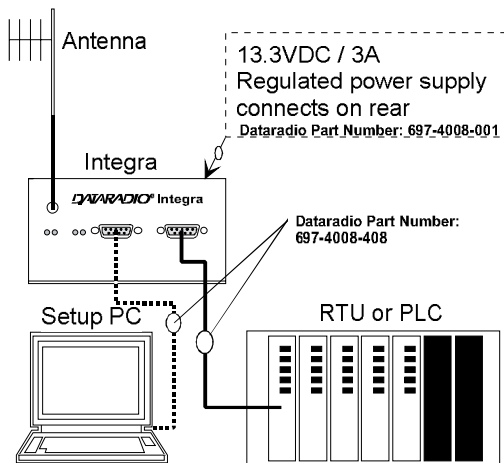 Antenna
13.3VDC / 3A
Regulated power supply
connects on rear
Dataradio Part Number: 697-4008-001
Integra
DATARADIO® Integra
Dataradio Part Number:
697-4008-408
Setup PC
RTU or PLC